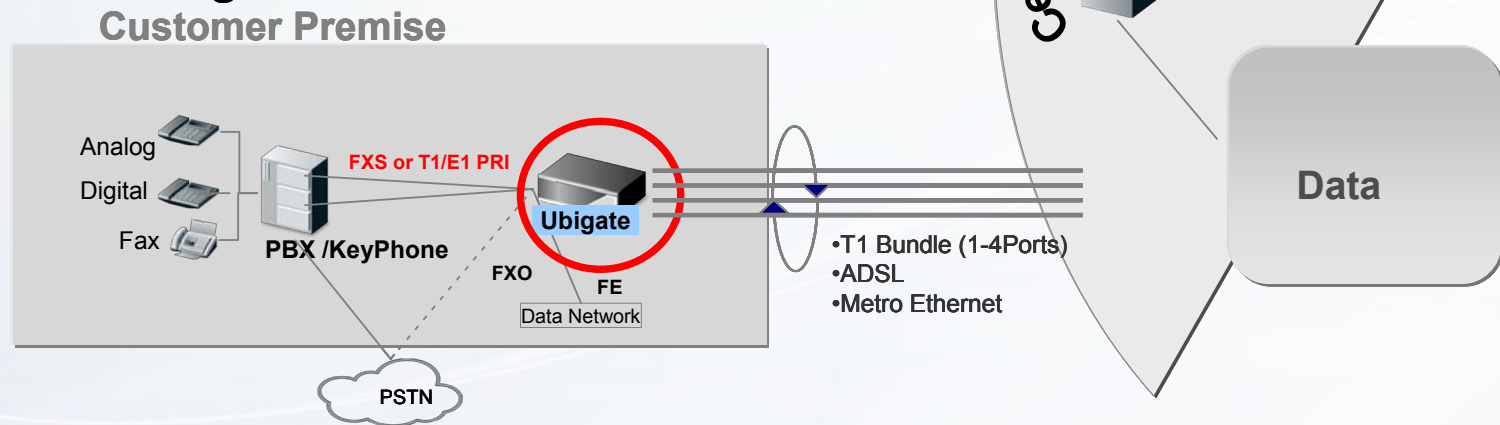 Customer Premise
Analog
Digital
Fax
PBX /KeyPhone
FXS or T1/E1 PRI
Ubigate
FXO
FE
Data Network
PSTN
•T1 Bundle (1-4Ports)
•ADSL
•Metro Ethernet
Data